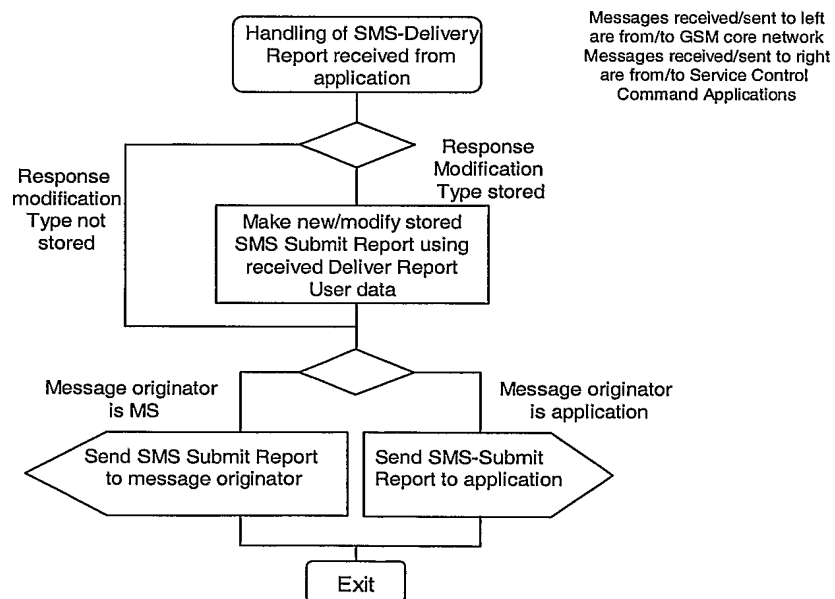 Handling of SMS-Delivery
Report received from
application
Messages received/sent to left
are from/to GSM core network
Messages received/sent to right
are from/to Service Control
Command Applications
Response
modification
Type not
stored
Response
Modification
Type stored
Make new/modify stored
SMS Submit Report using
received Deliver Report
User data
Message originator
is MS
Message originator
is application
Send SMS Submit Report
to message originator
Send SMS-Submit
Report to application
Exit